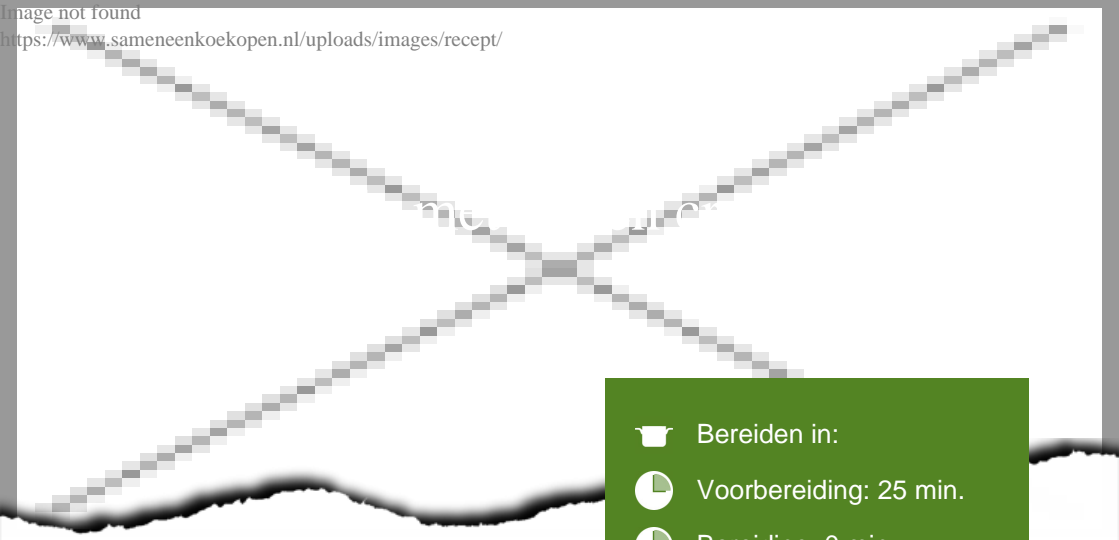 Image not found
https://www.sameneenkoekopen.nl/uploads/images/recept/
Bereiden in:
Voorbereiding: 25 min.